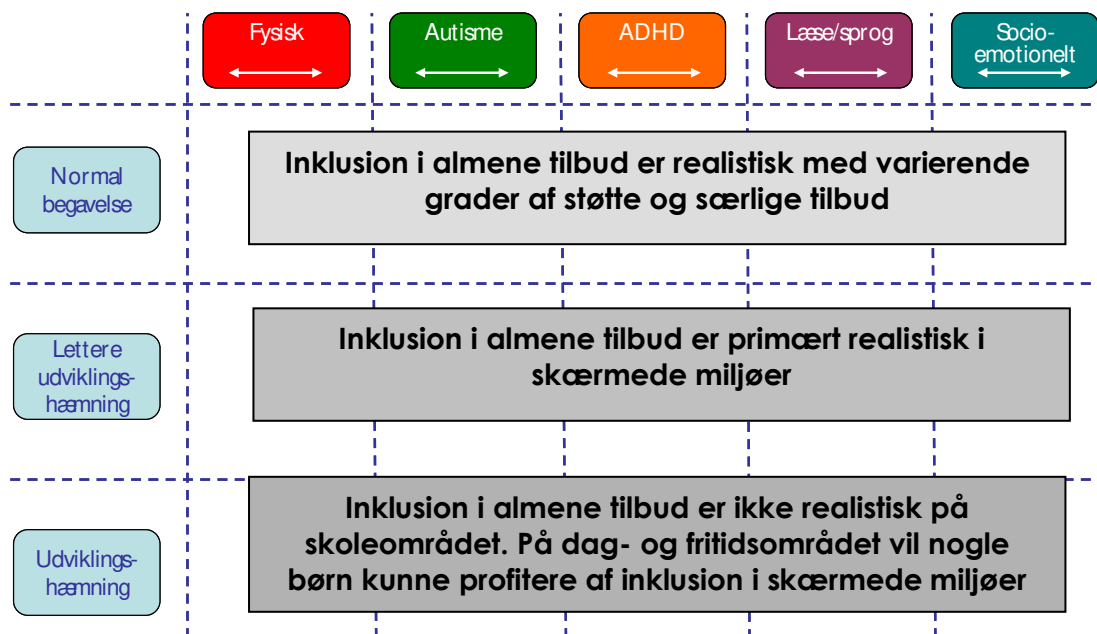 Fysisk
Autisme
ADHD
Læse/sprog
Socio-
emotionelt
Normal
begavelse
Inklusion i almene tilbud er realistisk med varierende
grader af støtte og særlige tilbud
Lettere
udviklings-
hæmning
Inklusion i almene tilbud er primært realistisk i
skærmede miljøer
Udviklings-
hæmning
Inklusion i almene tilbud er ikke realistisk på
skoleområdet. På dag- og fritidsområdet vil nogle
børn kunne profitere af inklusion i skærmede miljøer